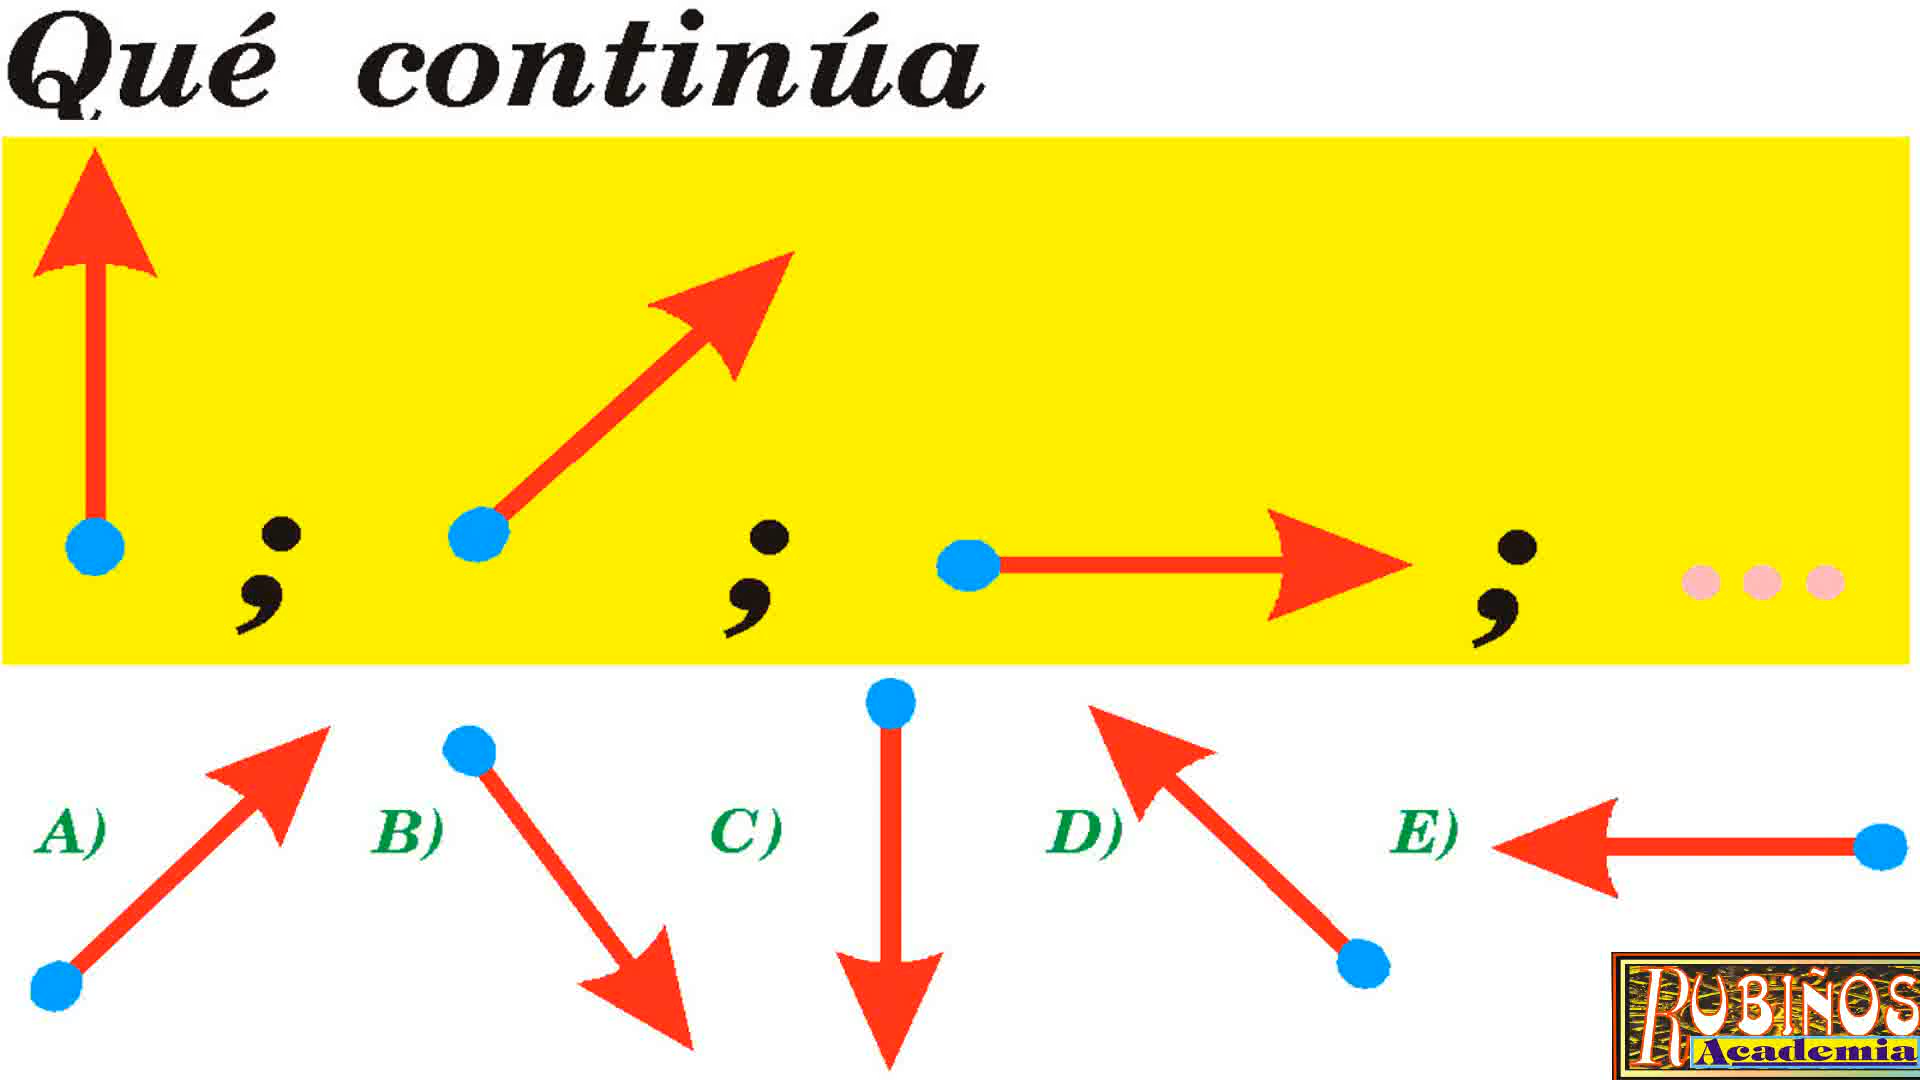 Qué continúa
; ; ; ...
A) B) C) D) E)
RUBIÑOS
Academia